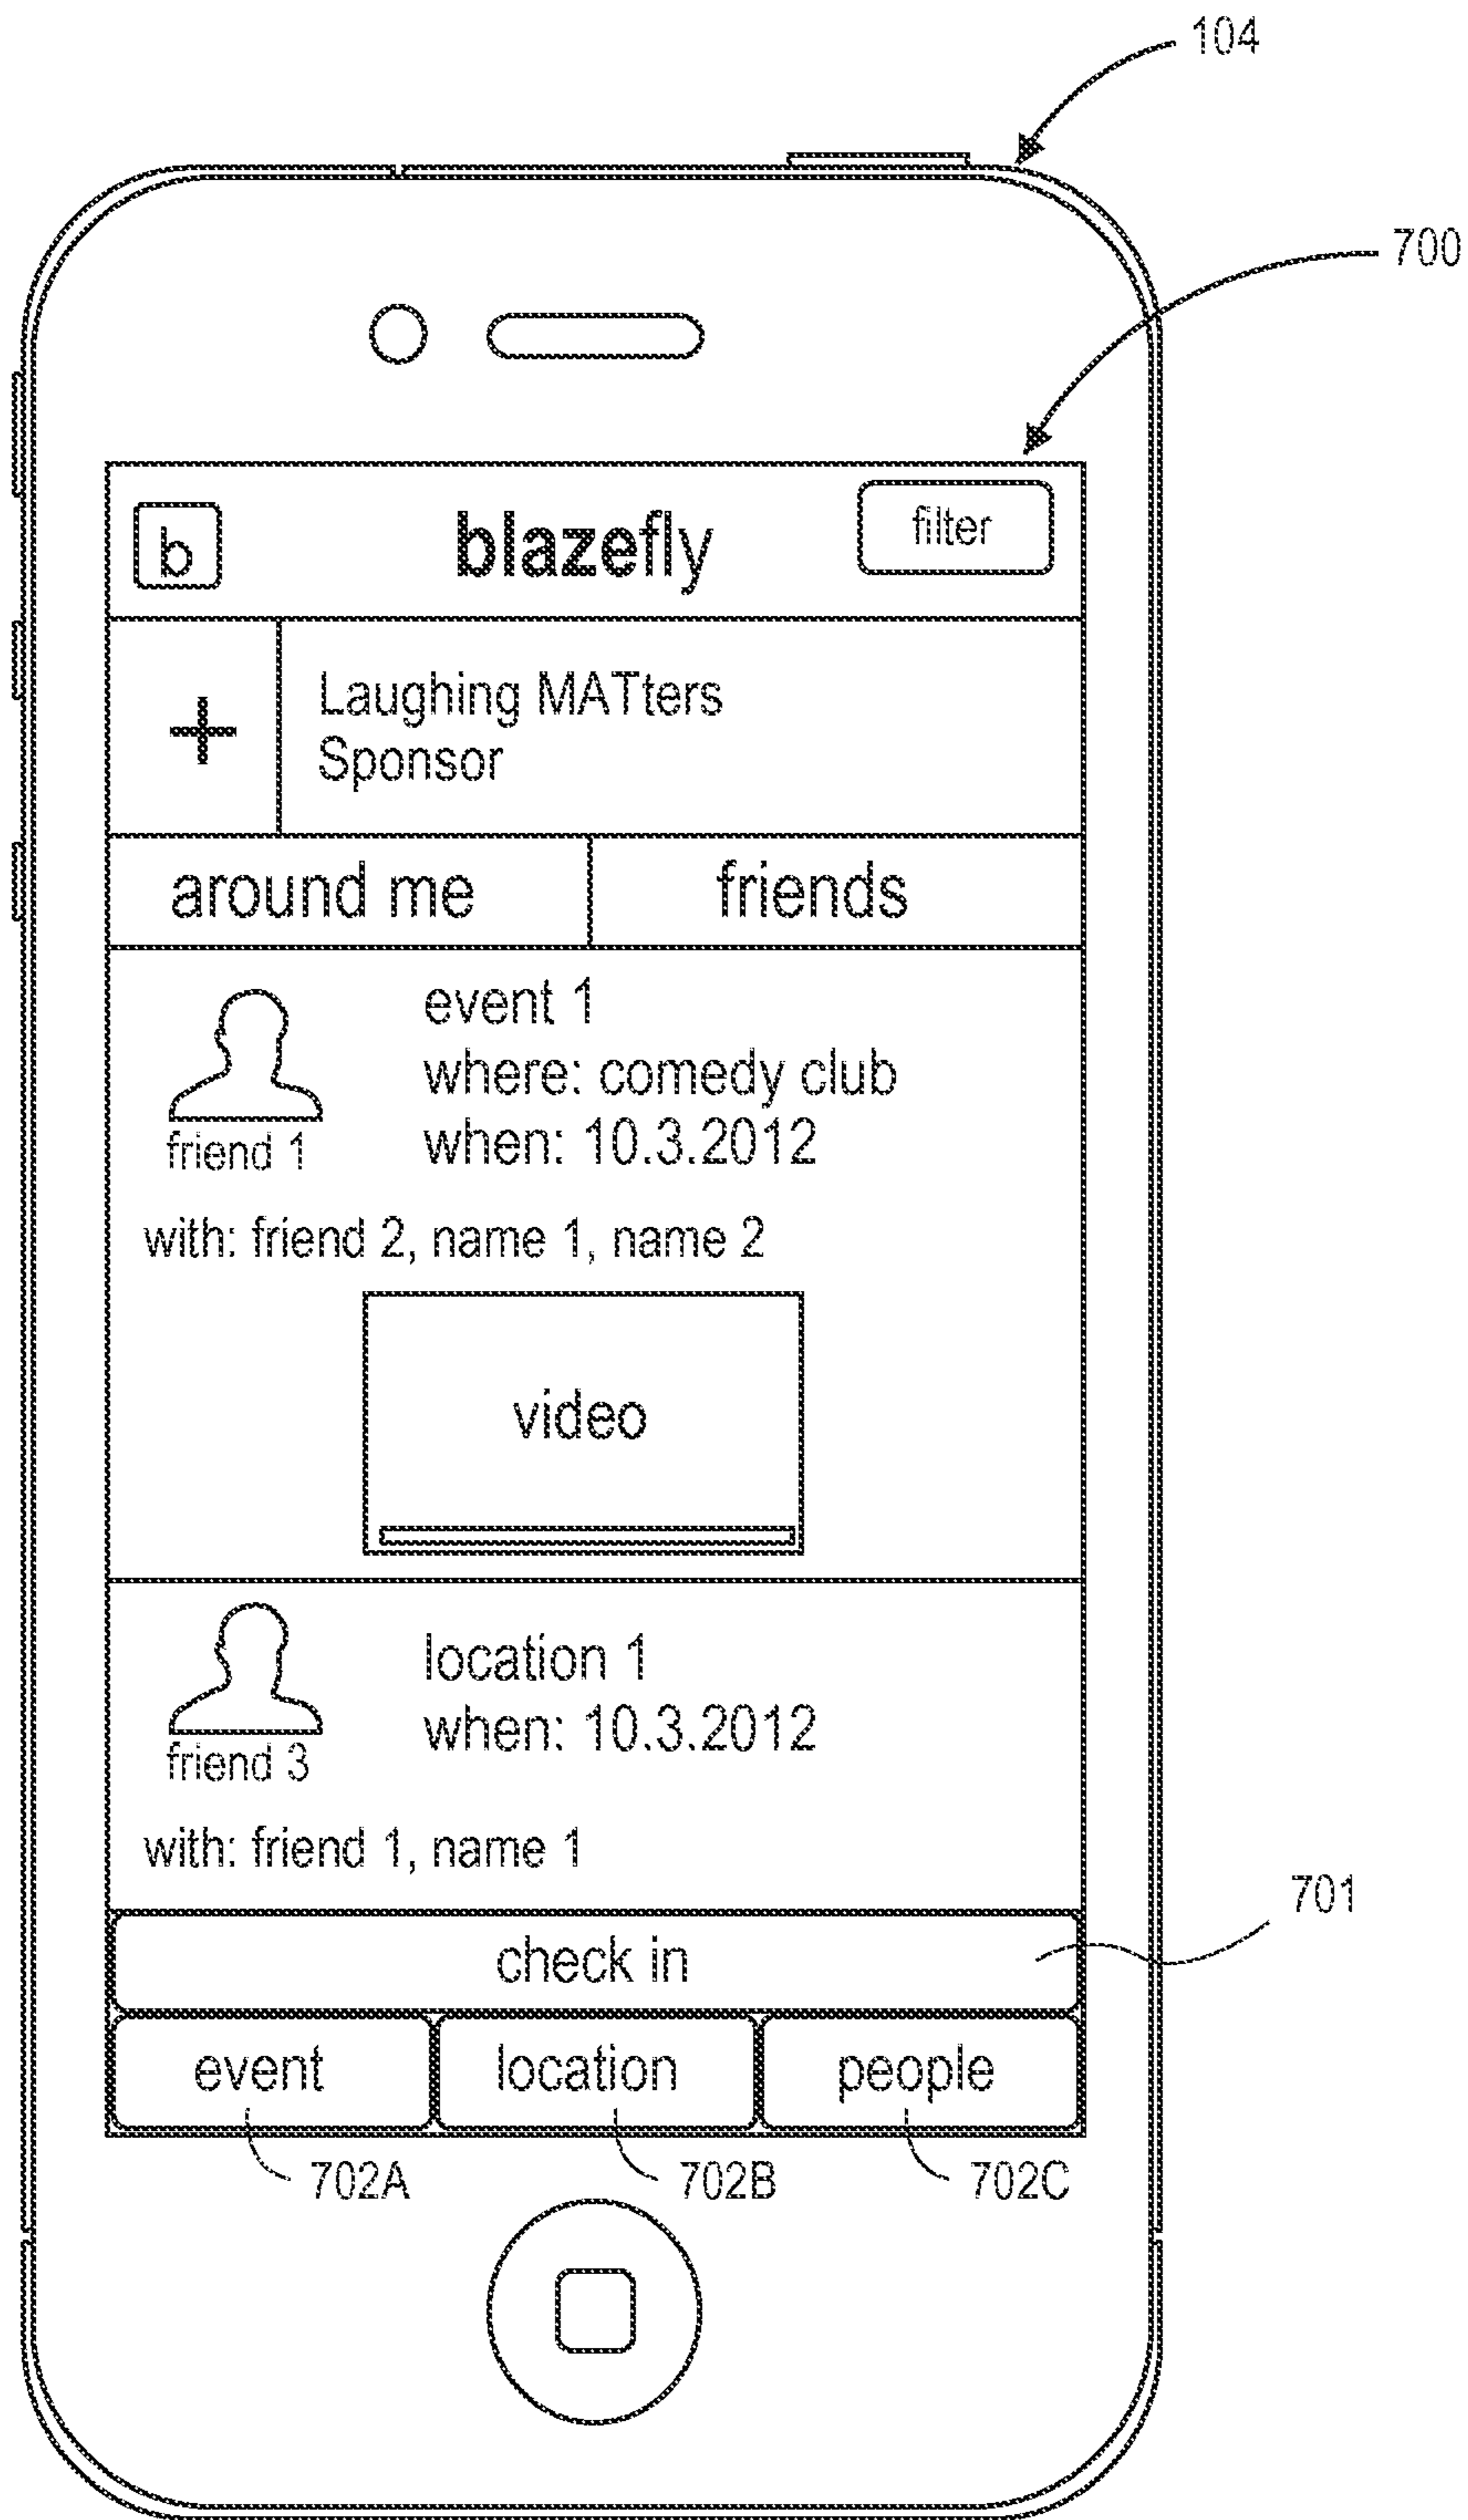 104
700
b
blazefly
filter
+
Laughing MATters
Sponsor
around me
friends
event 1
where: comedy club
when: 10.3.2012
friend 1
with: friend 2, name 1, name 2
video
location 1
when: 10.3.2012
friend 3
with: friend 1, name 1
701
check in
event
location
people
702A
702B
702C